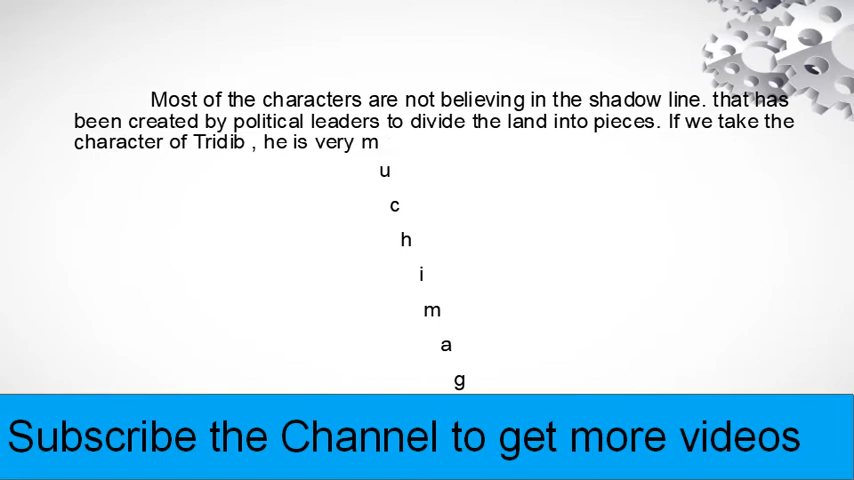 Most of the characters are not believing in the shadow line. that has
been created by political leaders to divide the land into pieces. If we take the
character of Tridib , he is very m
u
c
h
i
m
a
g
Subscribe the Channel to get more videos